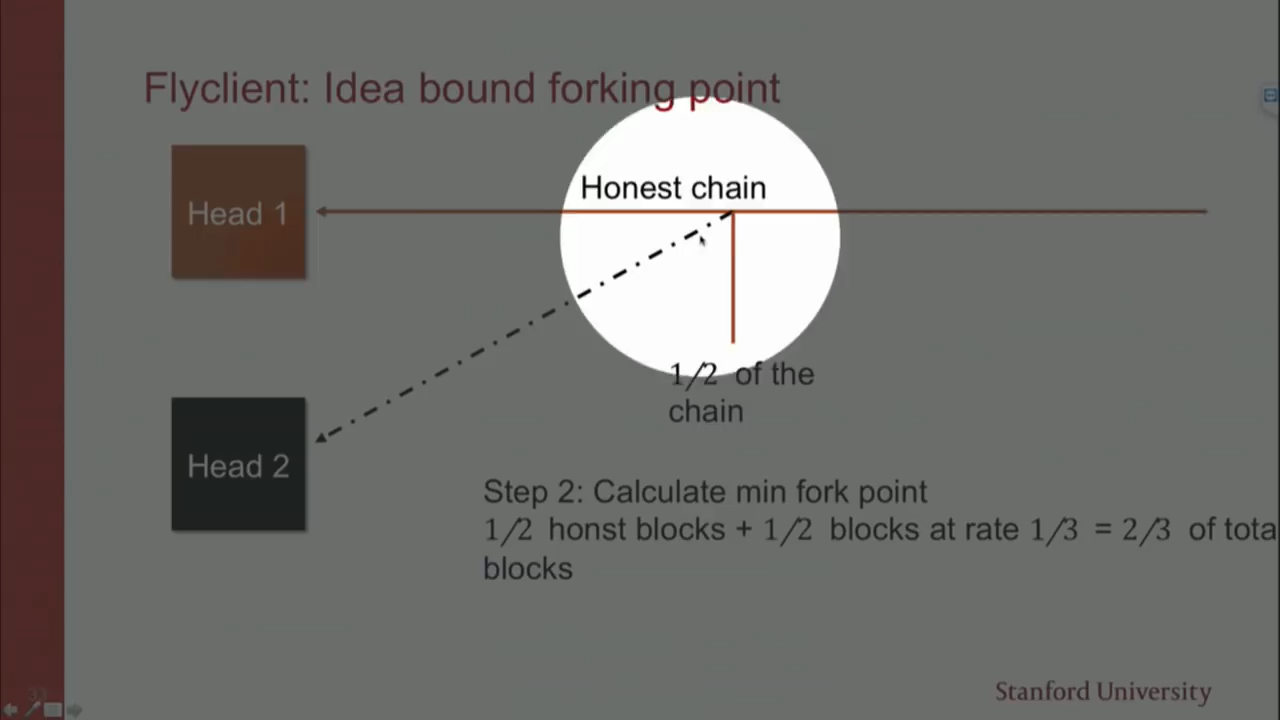 Flyclient: Idea bound forking point
Head 1
Honest chain
1/2 of the
chain
Head 2
Step 2: Calculate min fork point
1/2 honst blocks + 1/2 blocks at rate 1/3 = 2/3 of tota
blocks
33
Stanford University